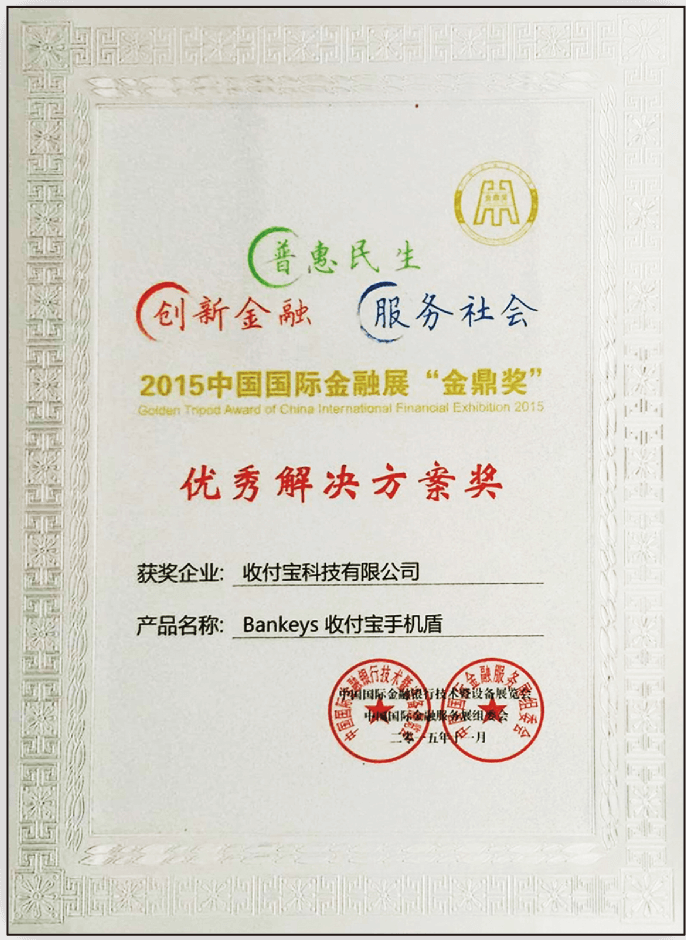 金鼎奖
普惠民生
创新金融 服务社会
2015中国国际金融展“金鼎奖”
Golden Tripod Award of China International Financial Exhibition 2015
优秀解决方案奖
获奖企业: 收付宝科技有限公司
产品名称: Bankeys 收付宝手机盾
中国国际金融银行技术暨设备展览会
中国国际金融服务展组委会
二零一五年十一月